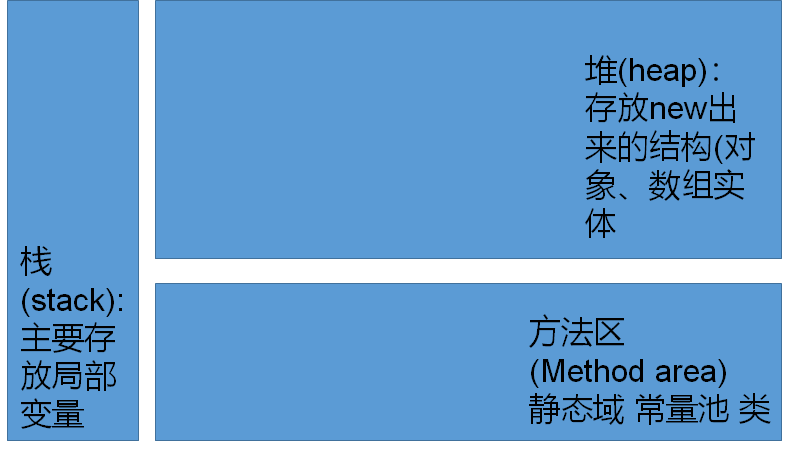 堆(heap)：
存放new出
来的结构(对
象、数组实
体
栈
(stack):
主要存
放局部
变量
方法区
(Method area)
静态域 常量池 类